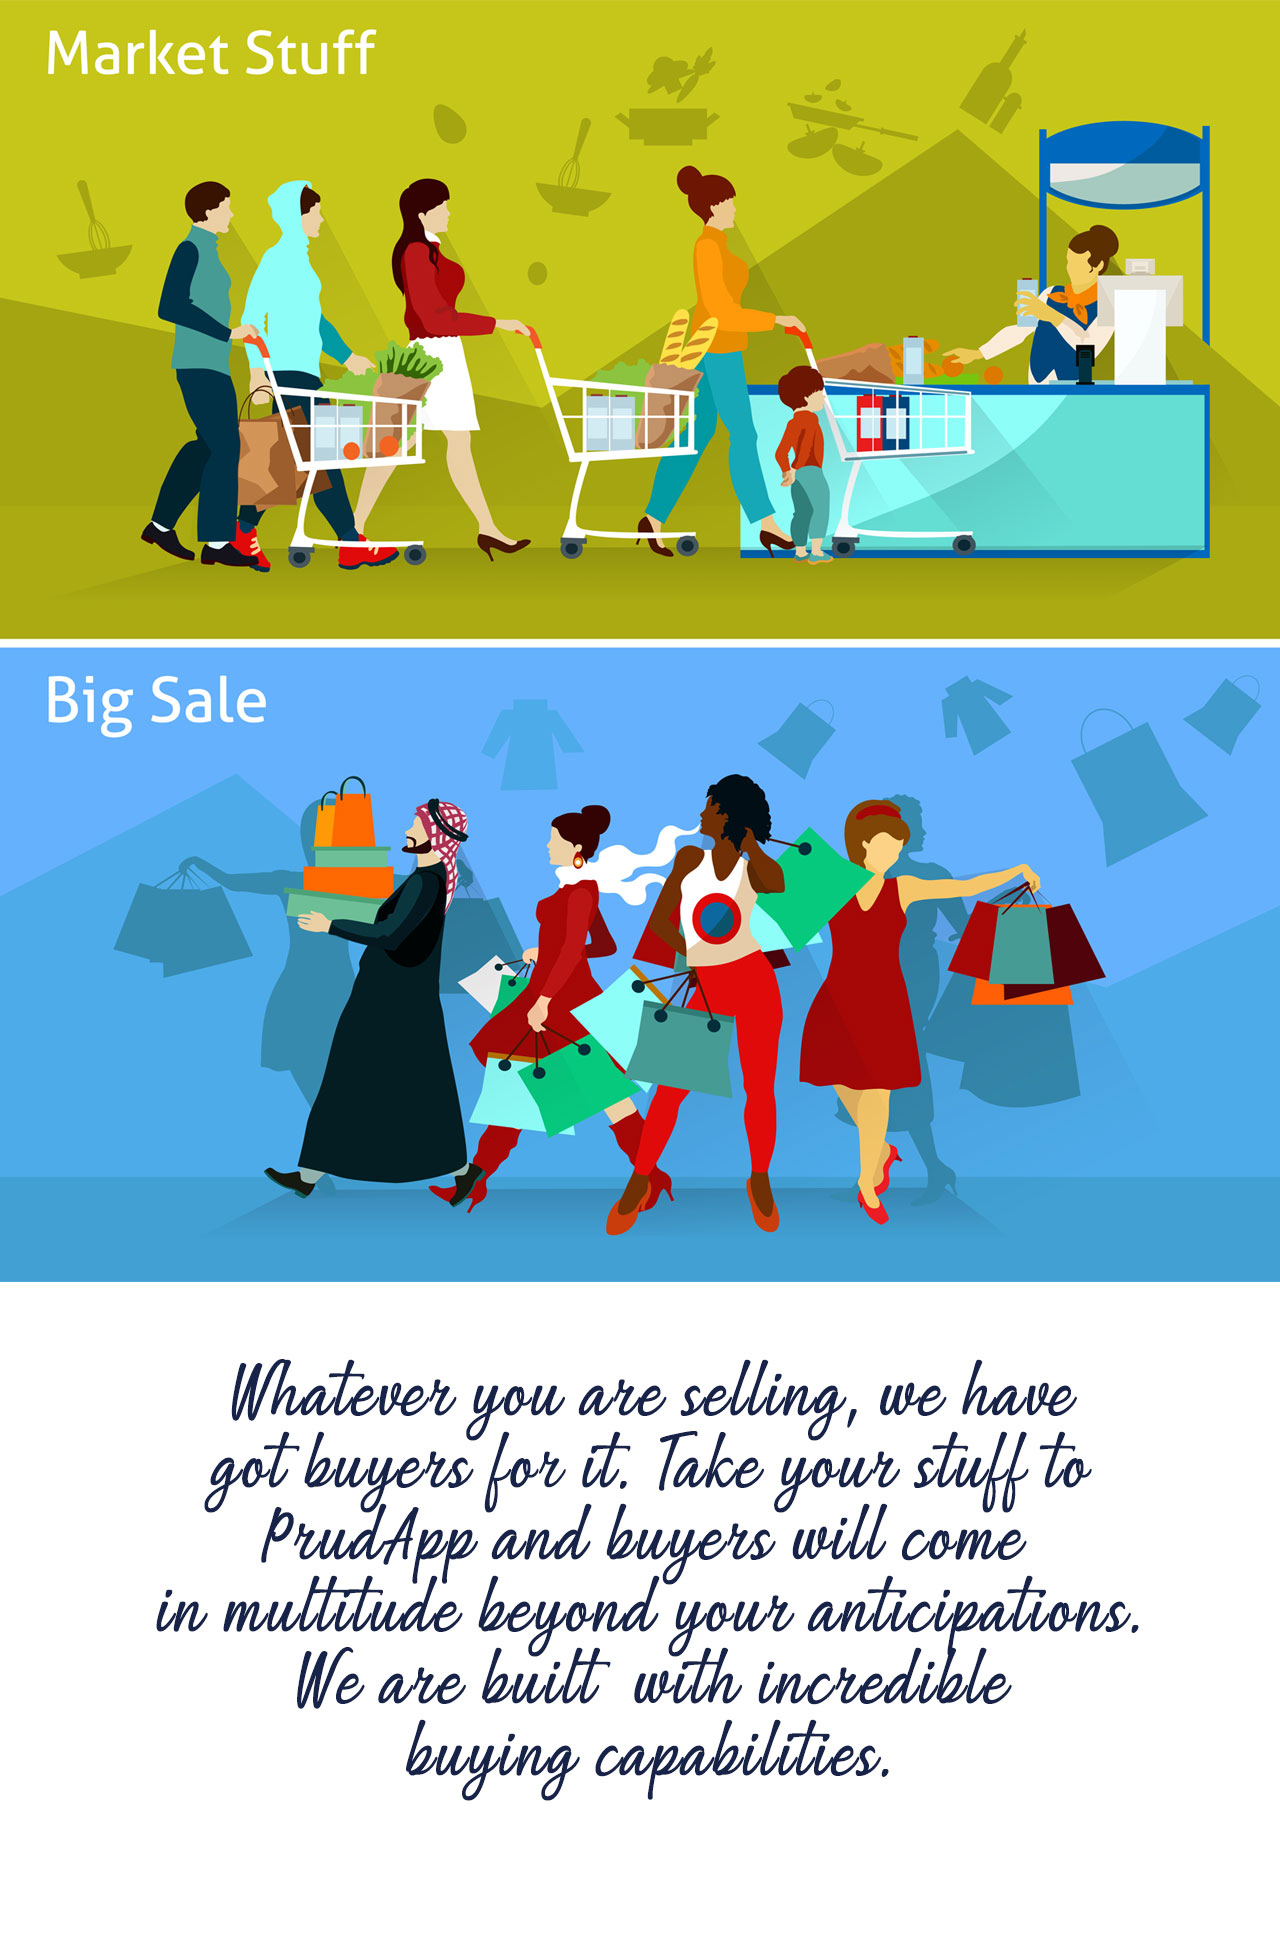 Market Stuff
Big Sale
Whatever you are selling, we have
got buyers for it. Take your stuff to
PrudApp and buyers will come
in multitude beyond your anticipations.
We are built with incredible
buying capabilities.